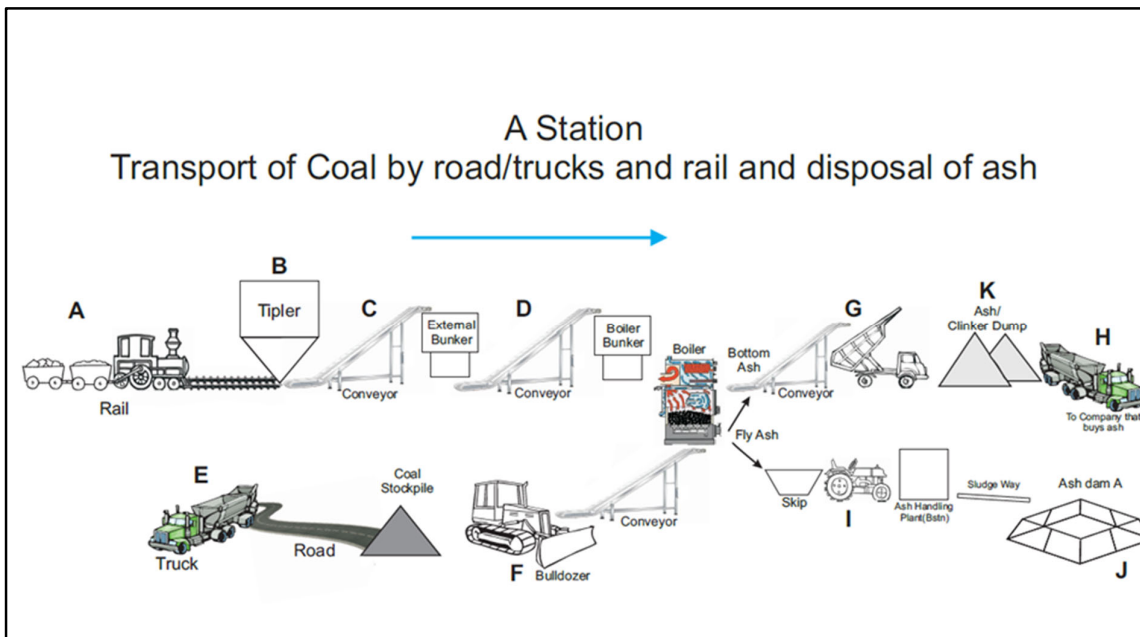 A Station
Transport of Coal by road/trucks and rail and disposal of ash
A
Rail
B
Tipler
C
Conveyor
External
Bunker
D
Conveyor
Boiler
Bunker
Boiler
Bottom
Ash
Conveyor
G
K
Ash/
Clinker Dump
H
To Company that
buys ash
E
Truck
Road
Coal
Stockpile
F
Bulldozer
Conveyor
Fly Ash
Skip
I
Ash Handling
Plant(Bstn)
Sludge Way
Ash dam A
J